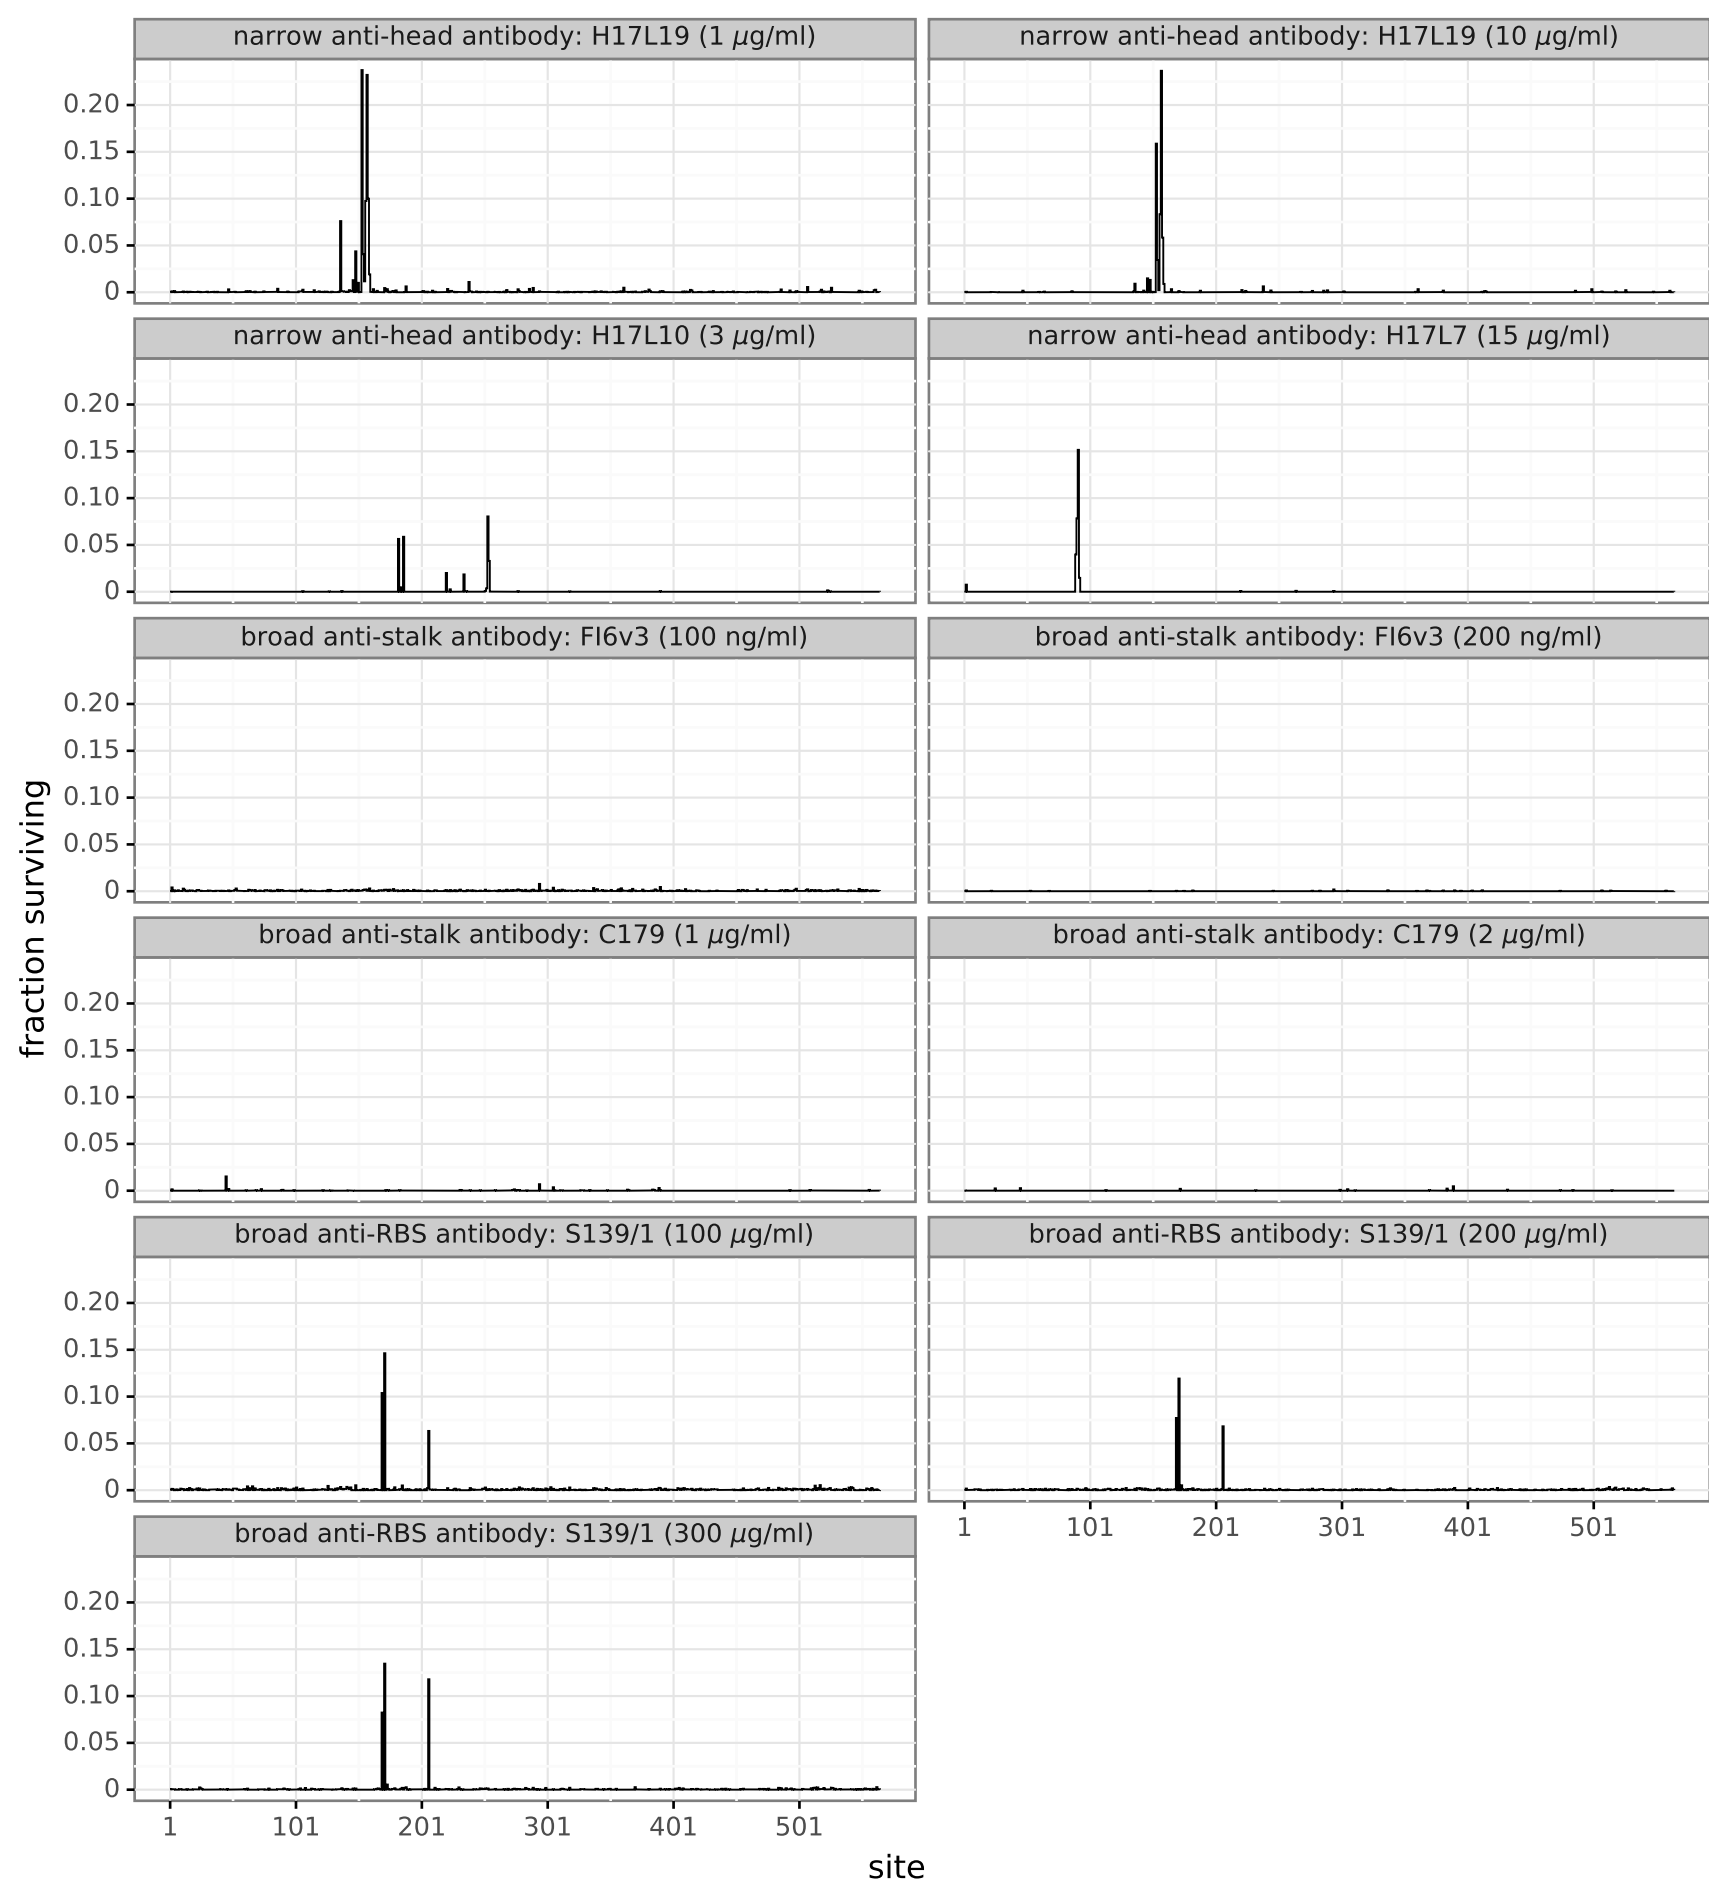 narrow anti-head antibody: H17L19 (1 μg/ml)
narrow anti-head antibody: H17L19 (10 μg/ml)
0.20
0.15
0.10
0.05
0
narrow anti-head antibody: H17L10 (3 μg/ml)
narrow anti-head antibody: H17L7 (15 μg/ml)
0.20
0.15
0.10
0.05
0
broad anti-stalk antibody: FI6v3 (100 ng/ml)
broad anti-stalk antibody: FI6v3 (200 ng/ml)
0.20
0.15
0.10
0.05
0
fraction surviving
broad anti-stalk antibody: C179 (1 μg/ml)
broad anti-stalk antibody: C179 (2 μg/ml)
0.20
0.15
0.10
0.05
0
broad anti-RBS antibody: S139/1 (100 μg/ml)
broad anti-RBS antibody: S139/1 (200 μg/ml)
0.20
0.15
0.10
0.05
0
1 101 201 301 401 501
broad anti-RBS antibody: S139/1 (300 μg/ml)
0.20
0.15
0.10
0.05
0
1 101 201 301 401 501
site